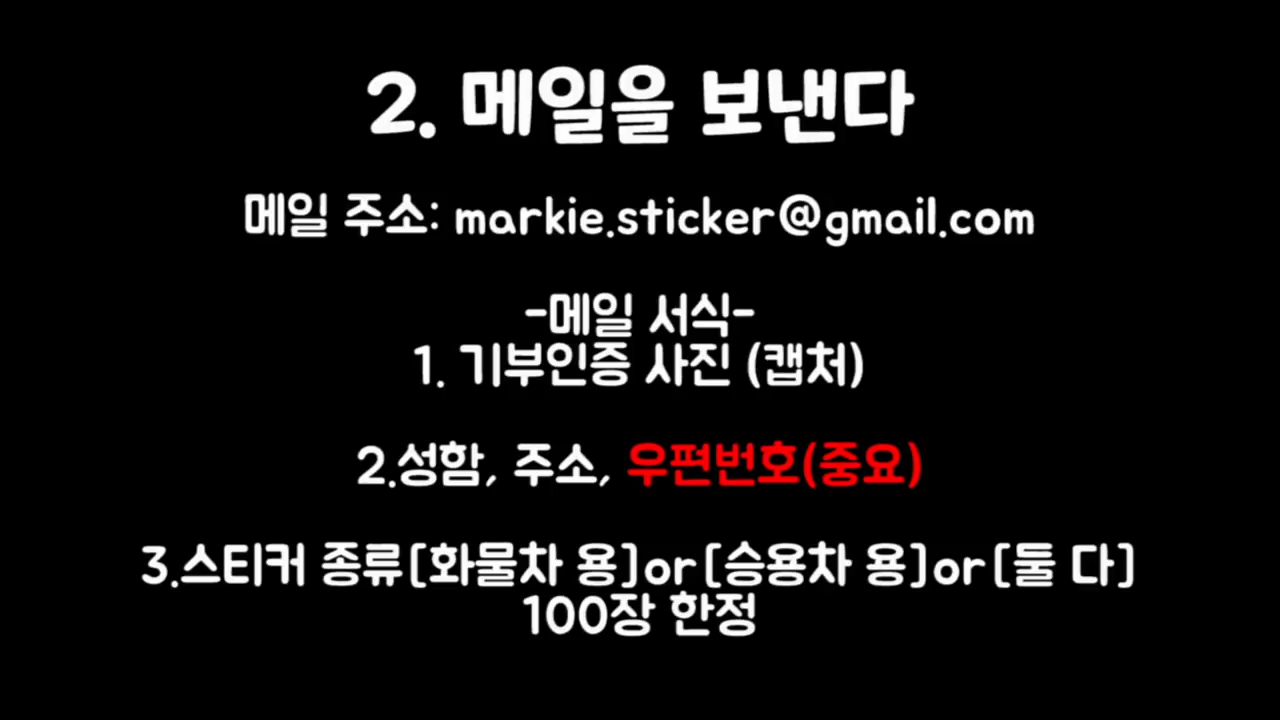 2. 메일을 보낸다
메일 주소: markie.sticker@gmail.com
-메일 서식-
1. 기부인증 사진 (캡처)
2.성함, 주소, 우편번호(중요)
3.스티커 종류[화물차 용]or[승용차 용]or[둘 다]
100장 한정